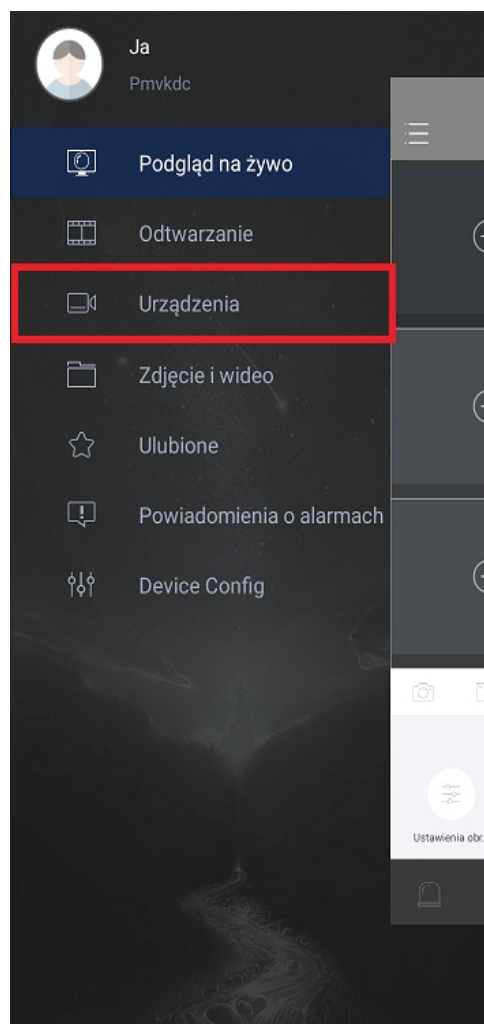 Ja
Pmvkdc
Podgląd na żywo
Odtwarzanie
Urządzenia
Zdjęcie i wideo
Ulubione
Powiadomienia o alarmach
Device Config
Ustawienia obr.